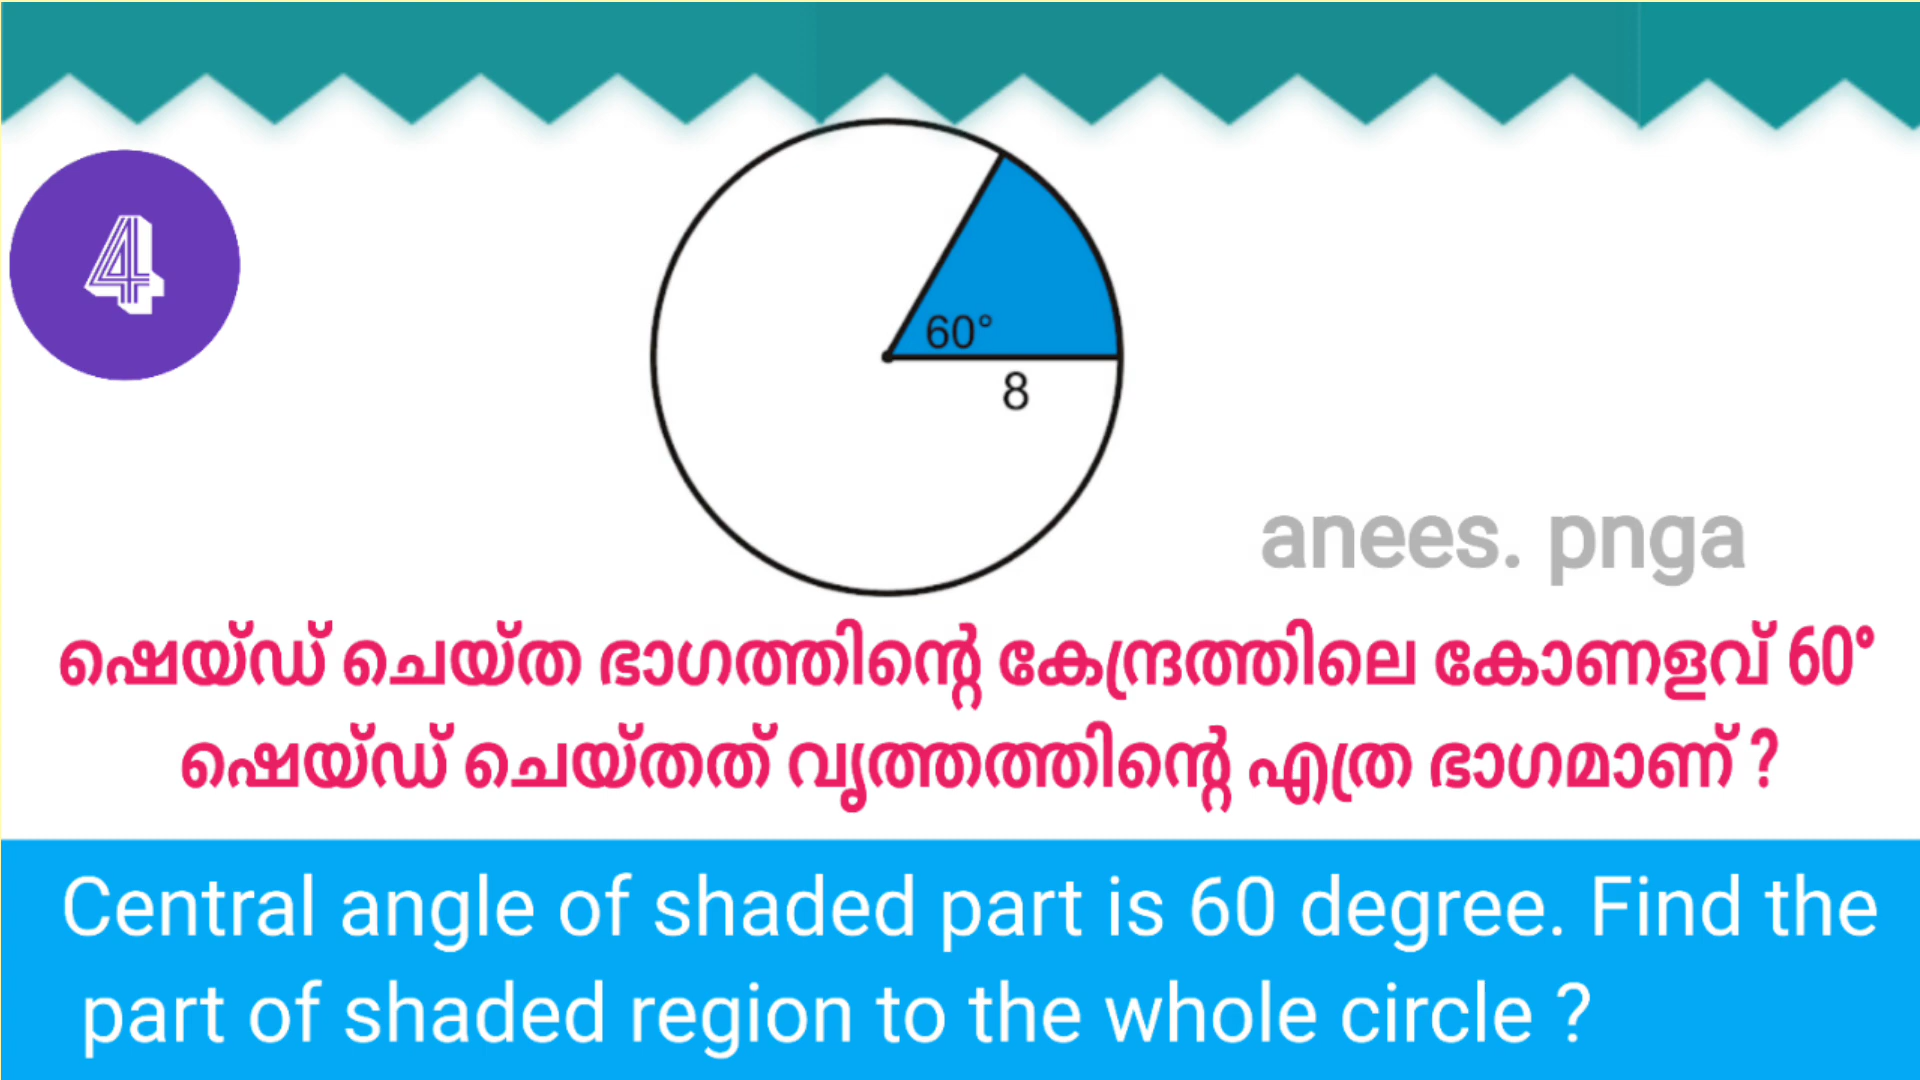 4
60°
8
anees. pnga
ഷെയ്ഡ് ചെയ്ത ഭാഗത്തിന്റെ കേന്ദ്രത്തിലെ കോണളവ് 60°
ഷെയ്ഡ് ചെയ്തത് വൃത്തത്തിന്റെ എത്ര ഭാഗമാണ് ?
Central angle of shaded part is 60 degree. Find the
part of shaded region to the whole circle ?